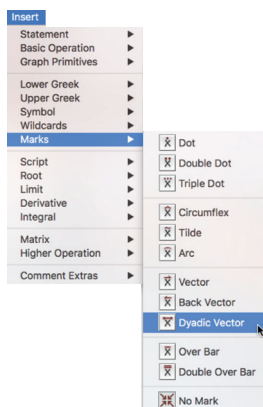 Insert
Statement
Basic Operation
Graph Primitives
Lower Greek
Upper Greek
Symbol
Wildcards
Marks
Script
Root
Limit
Derivative
Integral
Matrix
Higher Operation
Comment Extras
Dot
Double Dot
Triple Dot
Circumflex
Tilde
Arc
Vector
Back Vector
Dyadic Vector
Over Bar
Double Over Bar
No Mark